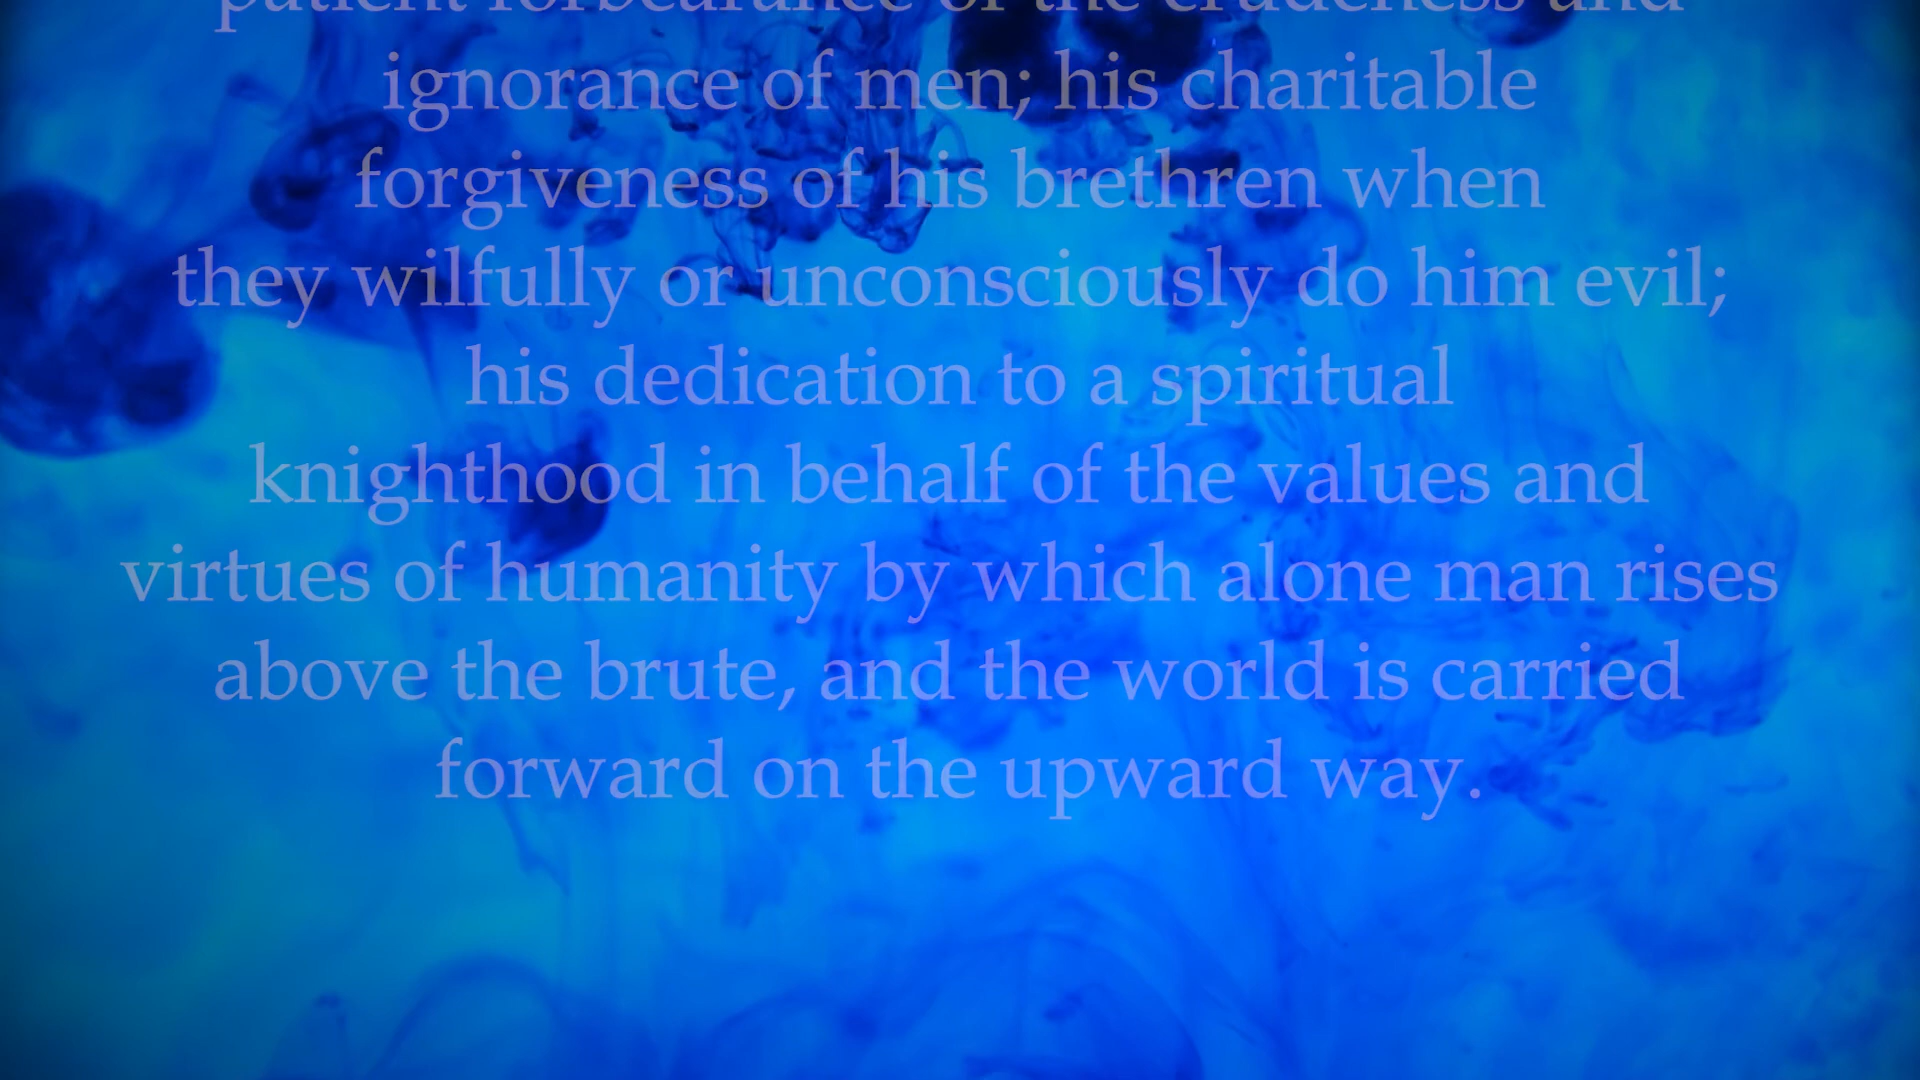 patient forbearance of the crudeness and
ignorance of men; his charitable
forgiveness of his brethren when
they wilfully or unconsciously do him evil;
his dedication to a spiritual
knighthood in behalf of the values and
virtues of humanity by which alone man rises
above the brute, and the world is carried
forward on the upward way.